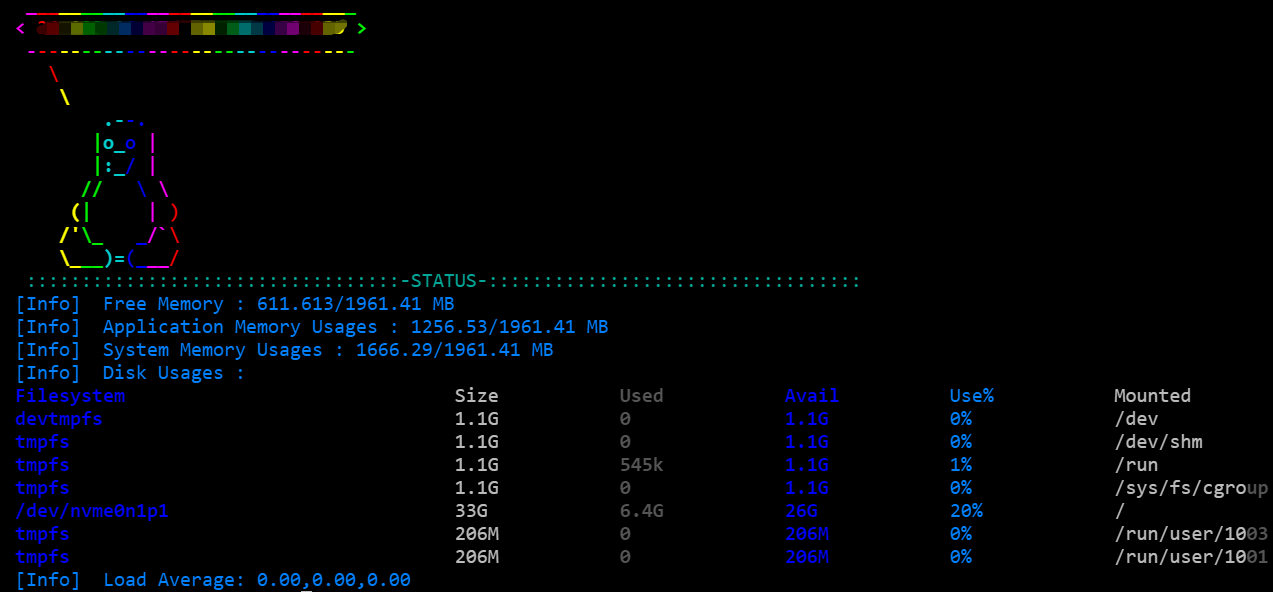 :::::::::::::::::::::::::::::::::-STATUS-:::::::::::::::::::::::::::::::::
[Info]  Free Memory : 611.613/1961.41 MB
[Info]  Application Memory Usages : 1256.53/1961.41 MB
[Info]  System Memory Usages : 1666.29/1961.41 MB
[Info]  Disk Usages :
Filesystem Size Used Avail Use% Mounted
devtmpfs 1.1G 0 1.1G 0% /dev
tmpfs 1.1G 0 1.1G 0% /dev/shm
tmpfs 1.1G 545k 1.1G 1% /run
tmpfs 1.1G 0 1.1G 0% /sys/fs/cgroup
/dev/nvme0n1p1 33G 6.4G 26G 20% /
tmpfs 206M 0 206M 0% /run/user/1003
tmpfs 206M 0 206M 0% /run/user/1001
[Info]  Load Average: 0.00,0.00,0.00